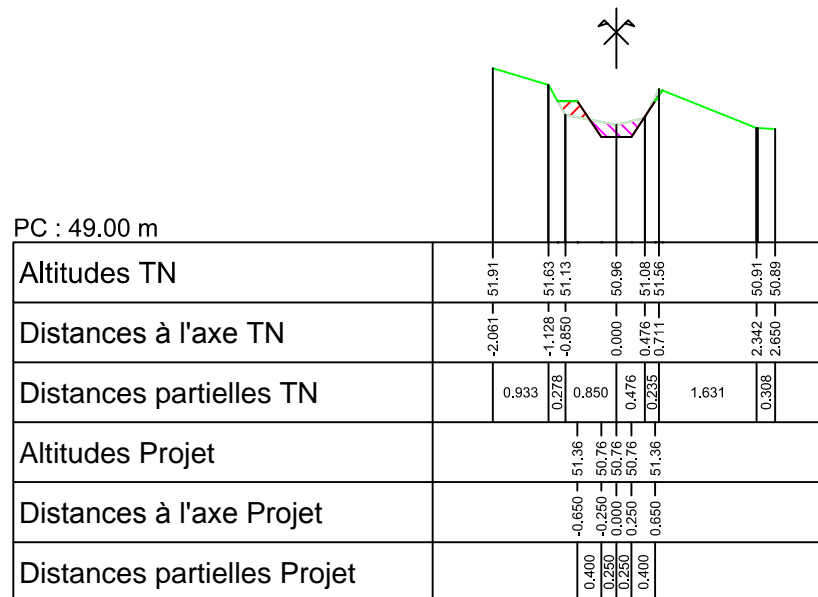 PC : 49.00 m
Altitudes TN 51.91 51.63 51.13 50.96 51.08 51.56 50.91 50.89
Distances à l'axe TN -2.061 -1.128 -0.850 0.000 0.476 0.711 2.342 2.650
Distances partielles TN 0.933 0.278 0.850 0.476 0.235 1.631 0.308
Altitudes Projet 51.36 50.76 50.76 50.76 51.36
Distances à l'axe Projet -0.650 -0.250 0.000 0.250 0.650
Distances partielles Projet 0.400 0.250 0.250 0.400